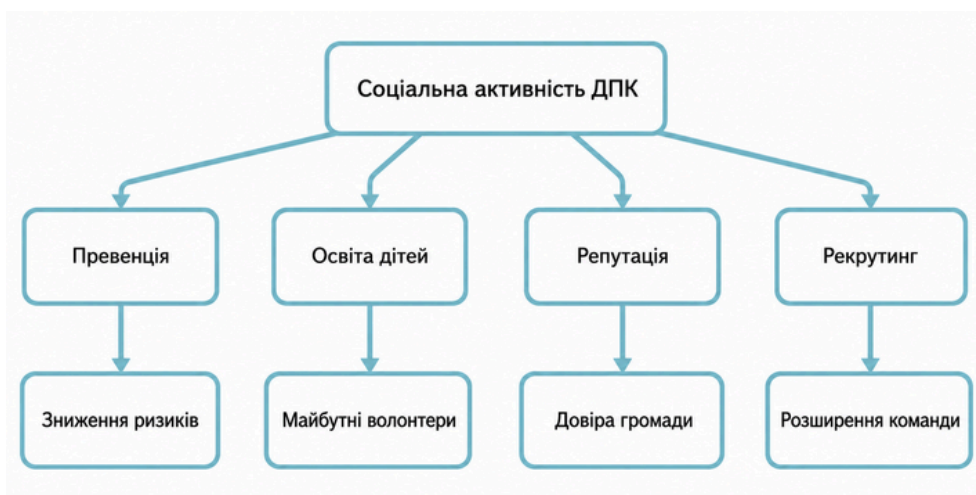 Соціальна активність ДПК
Превенція
Освіта дітей
Репутація
Рекрутинг
Зниження ризиків
Майбутні волонтери
Довіра громади
Розширення команди